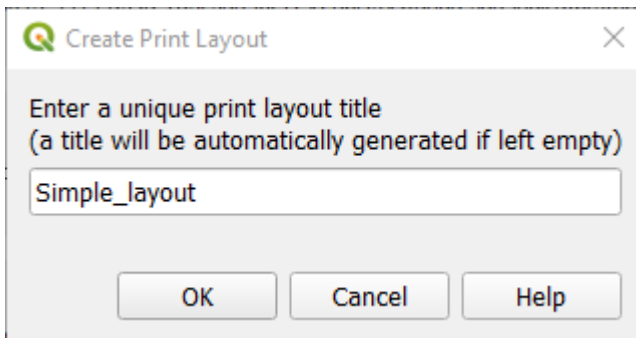 Create Print Layout
Enter a unique print layout title
(a title will be automatically generated if left empty)
Simple_layout
OK Cancel Help